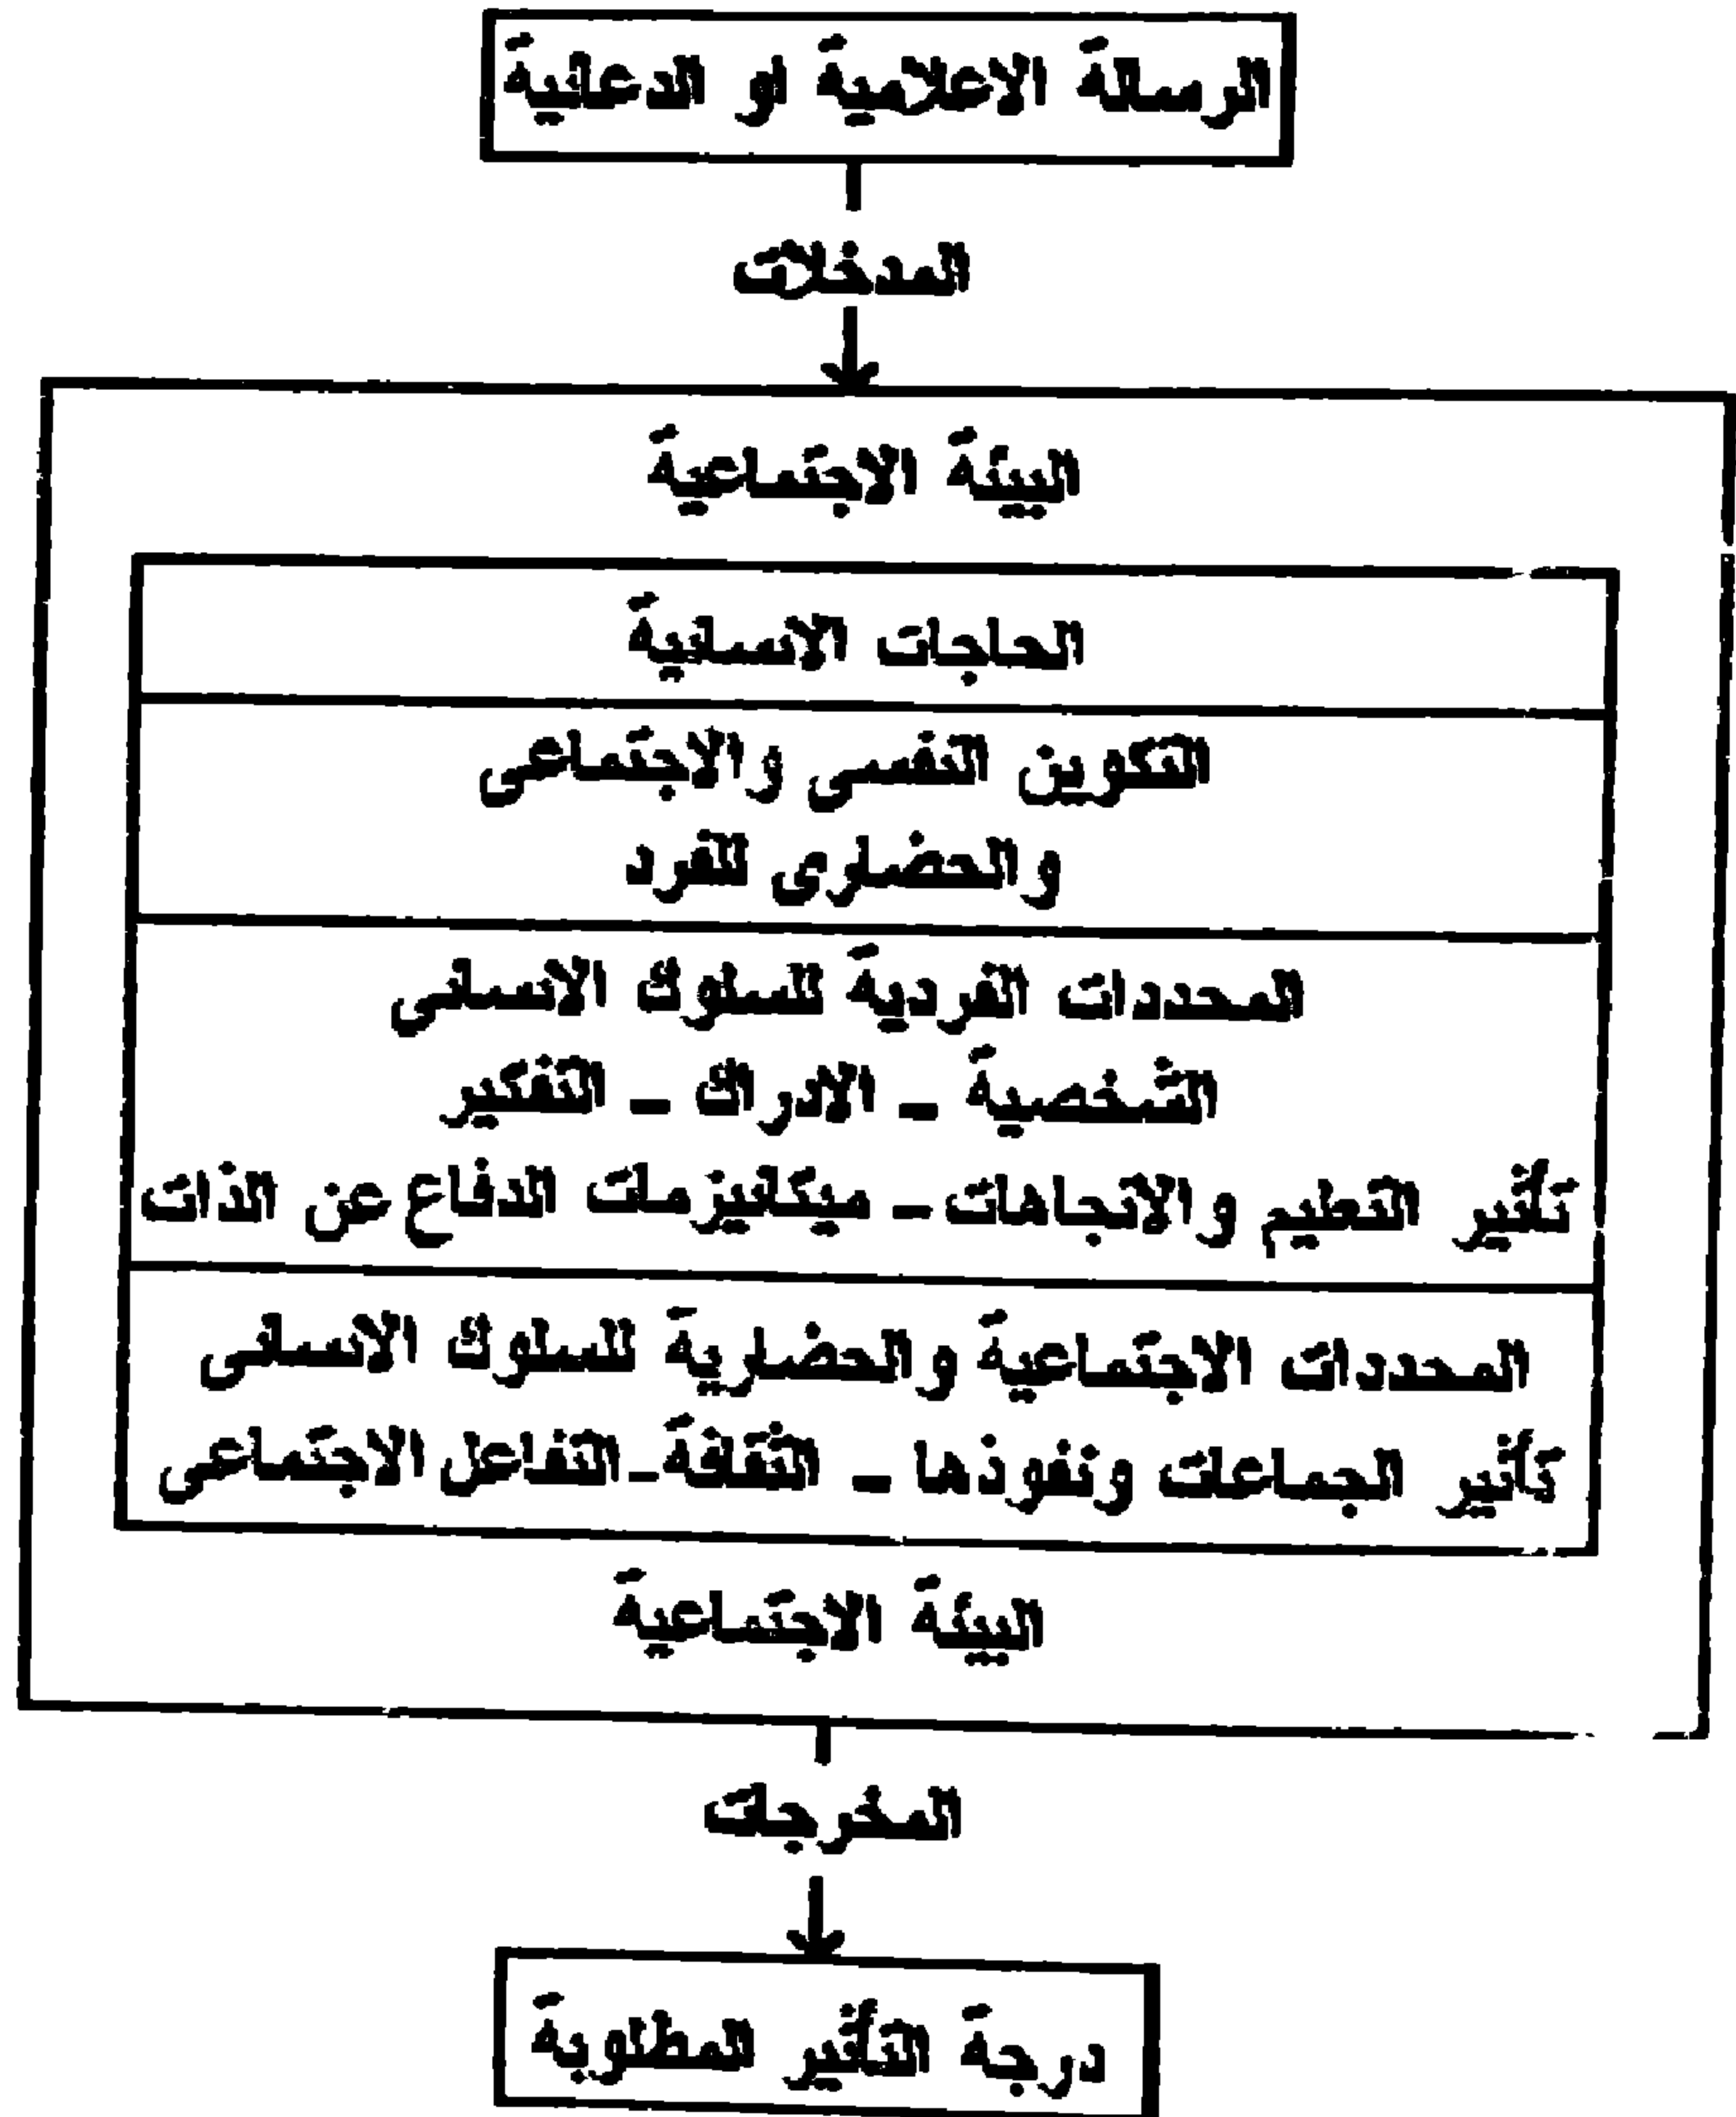 الرسالة الاعلامية او الدعائية
المدخلات
البيئة الاجتماعية
الحاجات الانسانية
التكوين النفسى والاجتماعى
والحضارى للفرد
المحددات الفردية للسلوك الانسانى
الشخصية - الادراك - التفكير
تأثير القيم والاتجاهات - ميكانيزمات الدفاع عن الذات
المحددات الاجتماعية والحضارية للسلوك الانسانى
تأثير الجماعات ونفوذها - الثقافة - التفاعل الاجتماعى
البيئة الاجتماعية
المخرجات
درجة التأثير المطلوبة